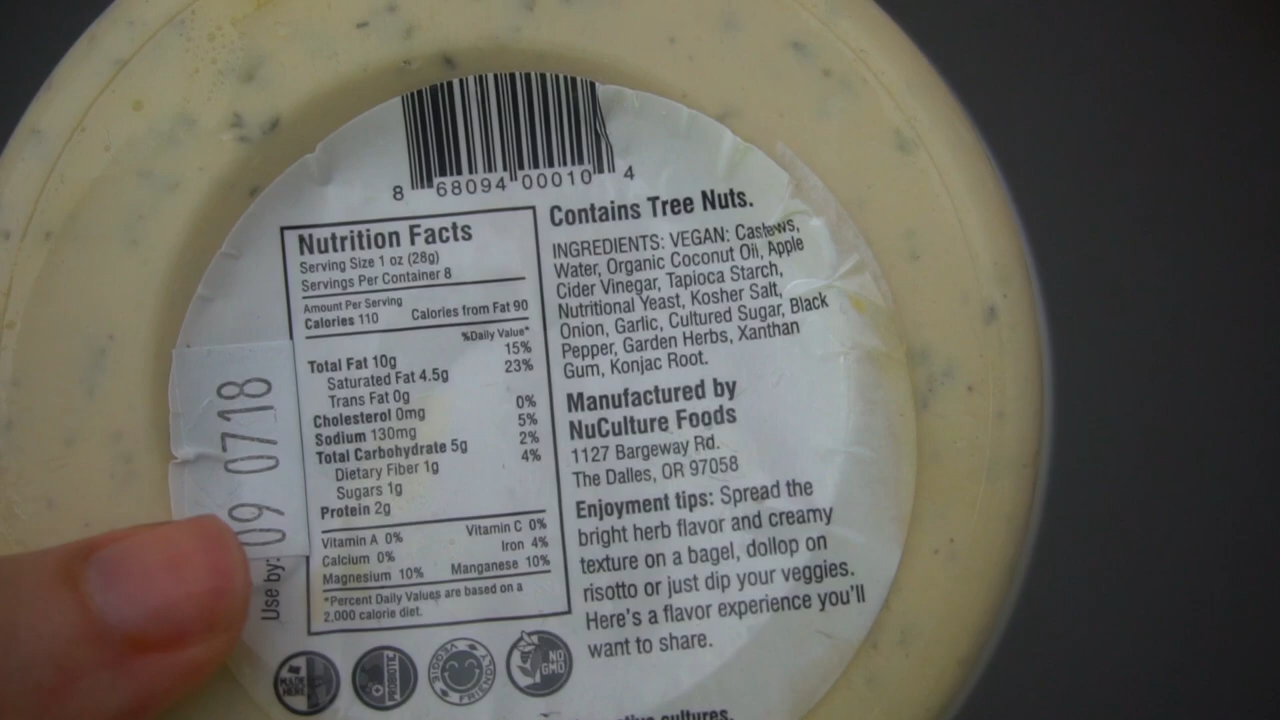 8 68094 00010 4
Nutrition Facts
Serving Size 1 oz (28g)
Servings Per Container 8
Amount Per Serving
Calories 110 Calories from Fat 90
%Daily Value*
Total Fat 10g 15%
Saturated Fat 4.5g 23%
Trans Fat 0g
Cholesterol 0mg 0%
Sodium 130mg 5%
Total Carbohydrate 5g 2%
Dietary Fiber 1g 4%
Sugars 1g
Protein 2g
Vitamin A 0% Vitamin C 0%
Calcium 0% Iron 4%
Magnesium 10% Manganese 10%
*Percent Daily Values are based on a
2,000 calorie diet.
Contains Tree Nuts.
INGREDIENTS: VEGAN: Cashews,
Water, Organic Coconut Oil, Apple
Cider Vinegar, Tapioca Starch,
Nutritional Yeast, Kosher Salt,
Onion, Garlic, Cultured Sugar, Black
Pepper, Garden Herbs, Xanthan
Gum, Konjac Root.
Manufactured by
NuCulture Foods
1127 Bargeway Rd.
The Dalles, OR 97058
Enjoyment tips: Spread the
bright herb flavor and creamy
texture on a bagel, dollop on
risotto or just dip your veggies.
Here's a flavor experience you'll
want to share.
Use by: 09 0718
MADE HERE
PROBIOTIC
VEGGIE FRIENDLY
NO GMO
cultures.